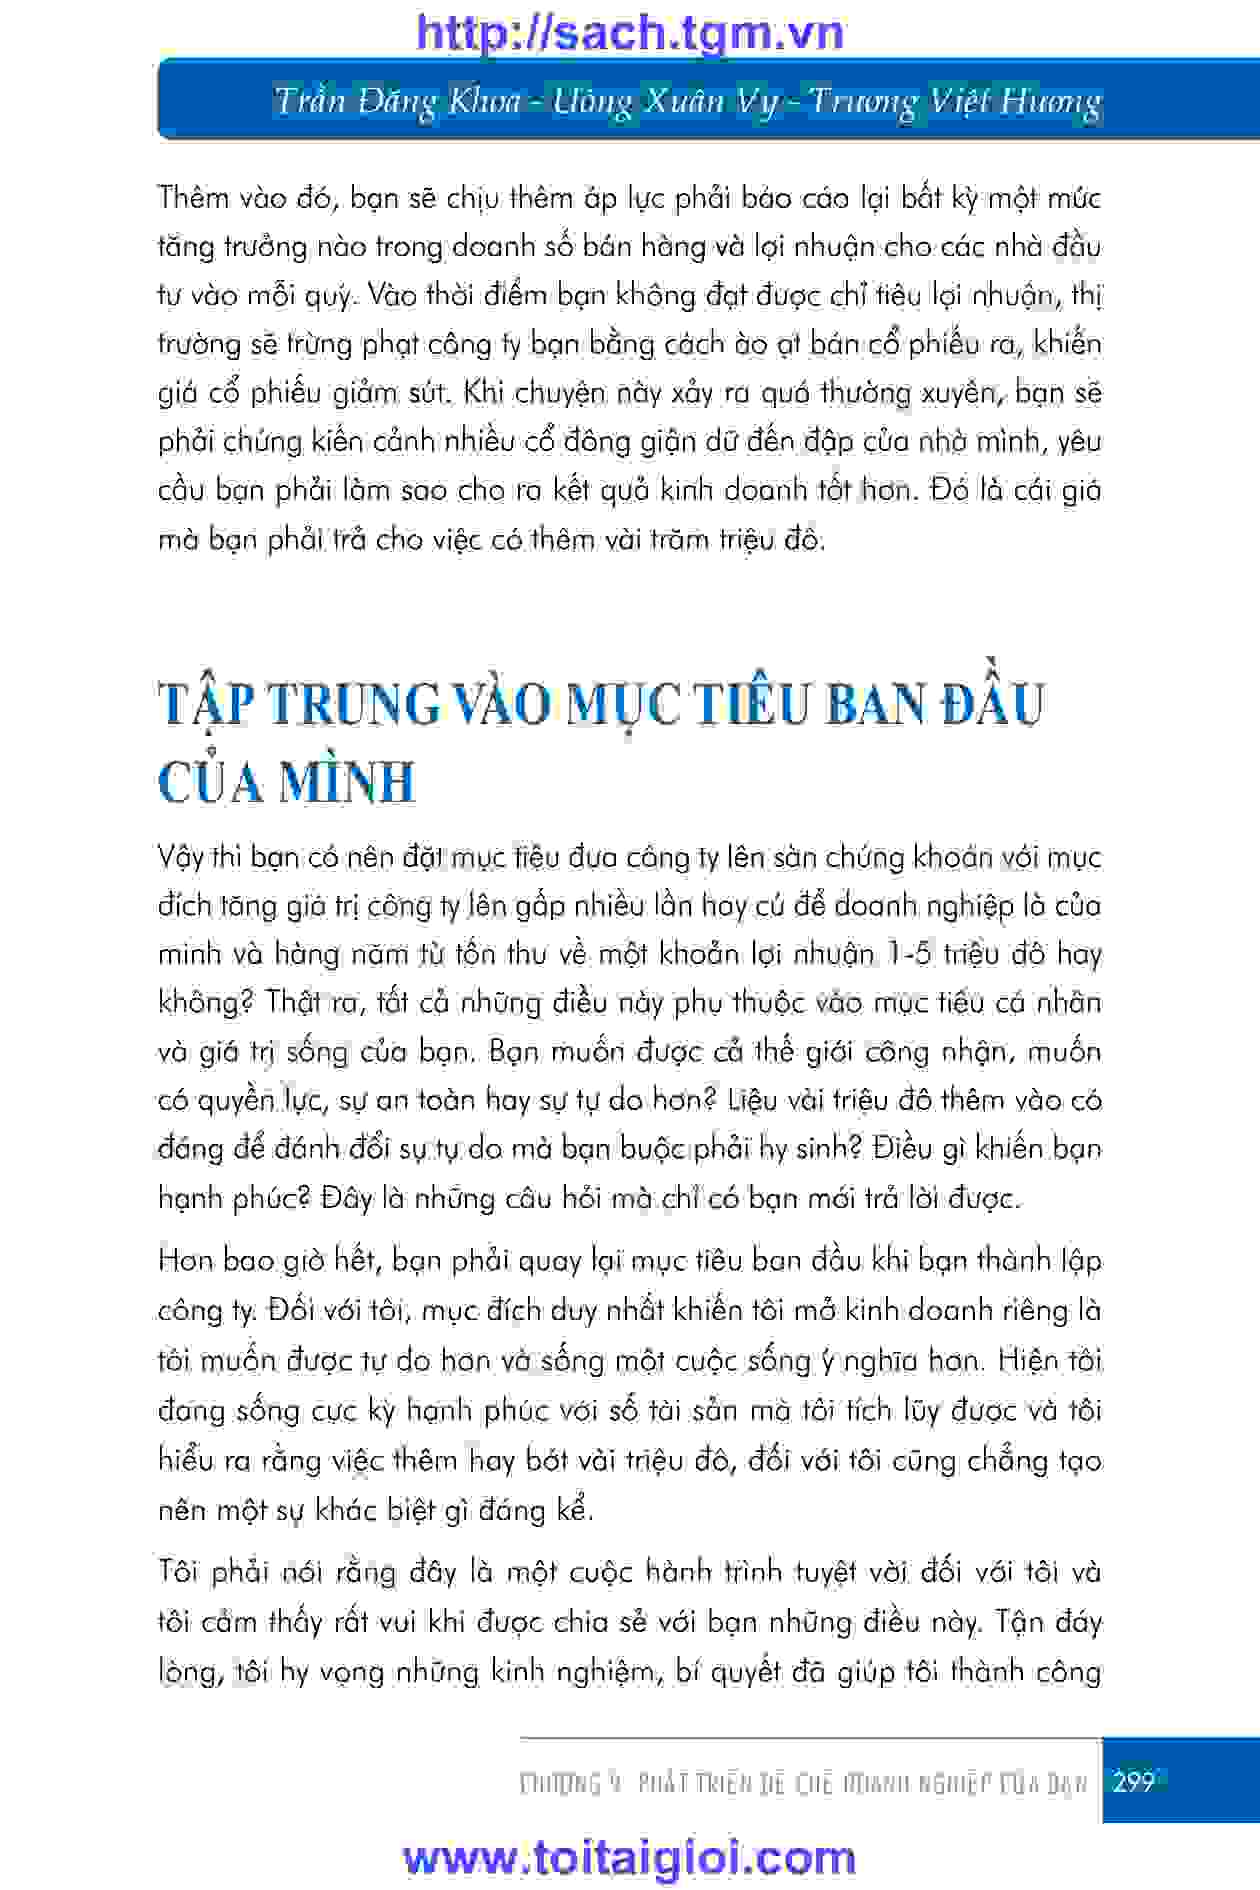 http://sach.tgm.vn
Trần Đăng Khoa - Uông Xuân Vy - Trương Việt Hương
Thêm vào đó, bạn sẽ chịu thêm áp lực phải báo cáo lại bất kỳ một mức
tăng trưởng nào trong doanh số bán hàng và lợi nhuận cho các nhà đầu
tư vào mỗi quý. Vào thời điểm bạn không đạt được chỉ tiêu lợi nhuận, thị
trường sẽ trừng phạt công ty bạn bằng cách ào ạt bán cổ phiếu ra, khiến
giá cổ phiếu giảm sút. Khi chuyện này xảy ra quá thường xuyên, bạn sẽ
phải chứng kiến cảnh nhiều cổ đông giận dữ đến đập cửa nhà mình, yêu
cầu bạn phải làm sao cho ra kết quả kinh doanh tốt hơn. Đó là cái giá
mà bạn phải trả cho việc có thêm vài trăm triệu đô.
TẬP TRUNG VÀO MỤC TIÊU BAN ĐẦU
CỦA MÌNH
Vậy thì bạn có nên đặt mục tiêu đưa công ty lên sàn chứng khoán với mục
đích tăng giá trị công ty lên gấp nhiều lần hay cứ để doanh nghiệp là của
mình và hàng năm từ tốn thu về một khoản lợi nhuận 1-5 triệu đô hay
không? Thật ra, tất cả những điều này phụ thuộc vào mục tiêu cá nhân
và giá trị sống của bạn. Bạn muốn được cả thế giới công nhận, muốn
có quyền lực, sự an toàn hay sự tự do hơn? Liệu vài triệu đô thêm vào có
đáng để đánh đổi sự tự do mà bạn buộc phải hy sinh? Điều gì khiến bạn
hạnh phúc? Đây là những câu hỏi mà chỉ có bạn mới trả lời được.
Hơn bao giờ hết, bạn phải quay lại mục tiêu ban đầu khi bạn thành lập
công ty. Đối với tôi, mục đích duy nhất khiến tôi mở kinh doanh riêng là
tôi muốn được tự do hơn và sống một cuộc sống ý nghĩa hơn. Hiện tôi
đang sống cực kỳ hạnh phúc với số tài sản mà tôi tích lũy được và tôi
hiểu ra rằng việc thêm hay bớt vài triệu đô, đối với tôi cũng chẳng tạo
nên một sự khác biệt gì đáng kể.
Tôi phải nói rằng đây là một cuộc hành trình tuyệt vời đối với tôi và
tôi cảm thấy rất vui khi được chia sẻ với bạn những điều này. Tận đáy
lòng, tôi hy vọng những kinh nghiệm, bí quyết đã giúp tôi thành công
CHƯƠNG 9: PHÁT TRIỂN ĐẾ CHẾ DOANH NGHIỆP CỦA BẠN 299
www.toitaigioi.com